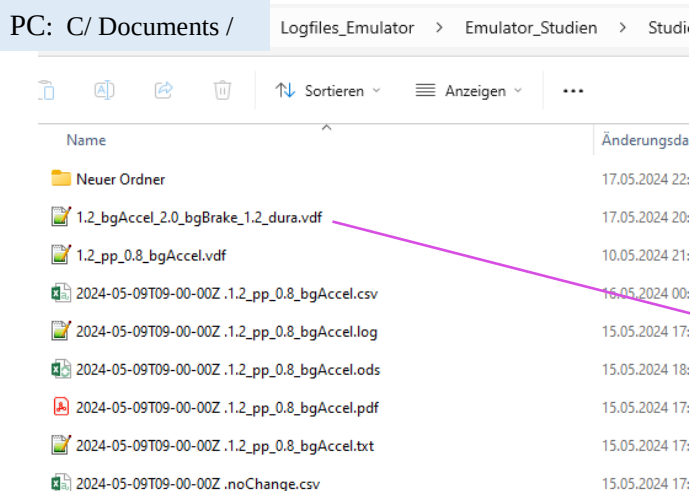 PC: C/ Documents / Logfiles_Emulator > Emulator_Studien > Studie
Sortieren Anzeigen ...
Name Änderungsda
Neuer Ordner 17.05.2024 22:
1.2_bgAccel_2.0_bgBrake_1.2_dura.vdf 17.05.2024 20:
1.2_pp_0.8_bgAccel.vdf 10.05.2024 21:
2024-05-09T09-00-00Z .1.2_pp_0.8_bgAccel.csv 16.05.2024 00:
2024-05-09T09-00-00Z .1.2_pp_0.8_bgAccel.log 15.05.2024 17:
2024-05-09T09-00-00Z .1.2_pp_0.8_bgAccel.ods 15.05.2024 18:
2024-05-09T09-00-00Z .1.2_pp_0.8_bgAccel.pdf 15.05.2024 17:
2024-05-09T09-00-00Z .1.2_pp_0.8_bgAccel.txt 15.05.2024 17:
2024-05-09T09-00-00Z .noChange.csv 15.05.2024 17: